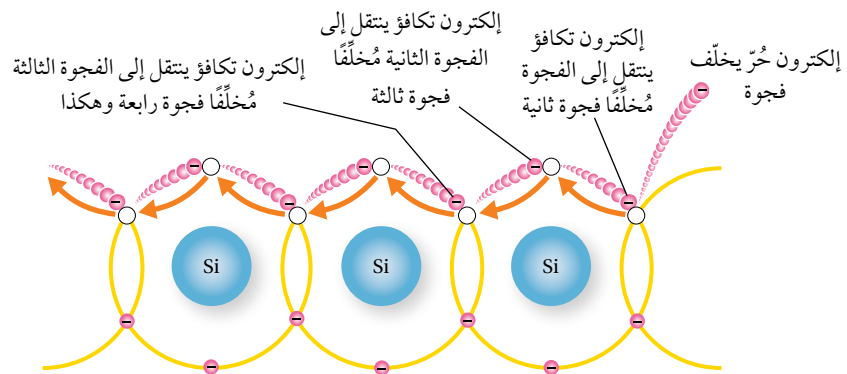 إلكترون حُرّ يخلّف
فجوة
إلكترون تكافؤ
ينتقل إلى الفجوة
مُخلِّفًا فجوة ثانية
إلكترون تكافؤ ينتقل إلى
الفجوة الثانية مُخلِّفًا
فجوة ثالثة
إلكترون تكافؤ ينتقل إلى الفجوة الثالثة
مُخلِّفًا فجوة رابعة وهكذا
Si
Si
Si